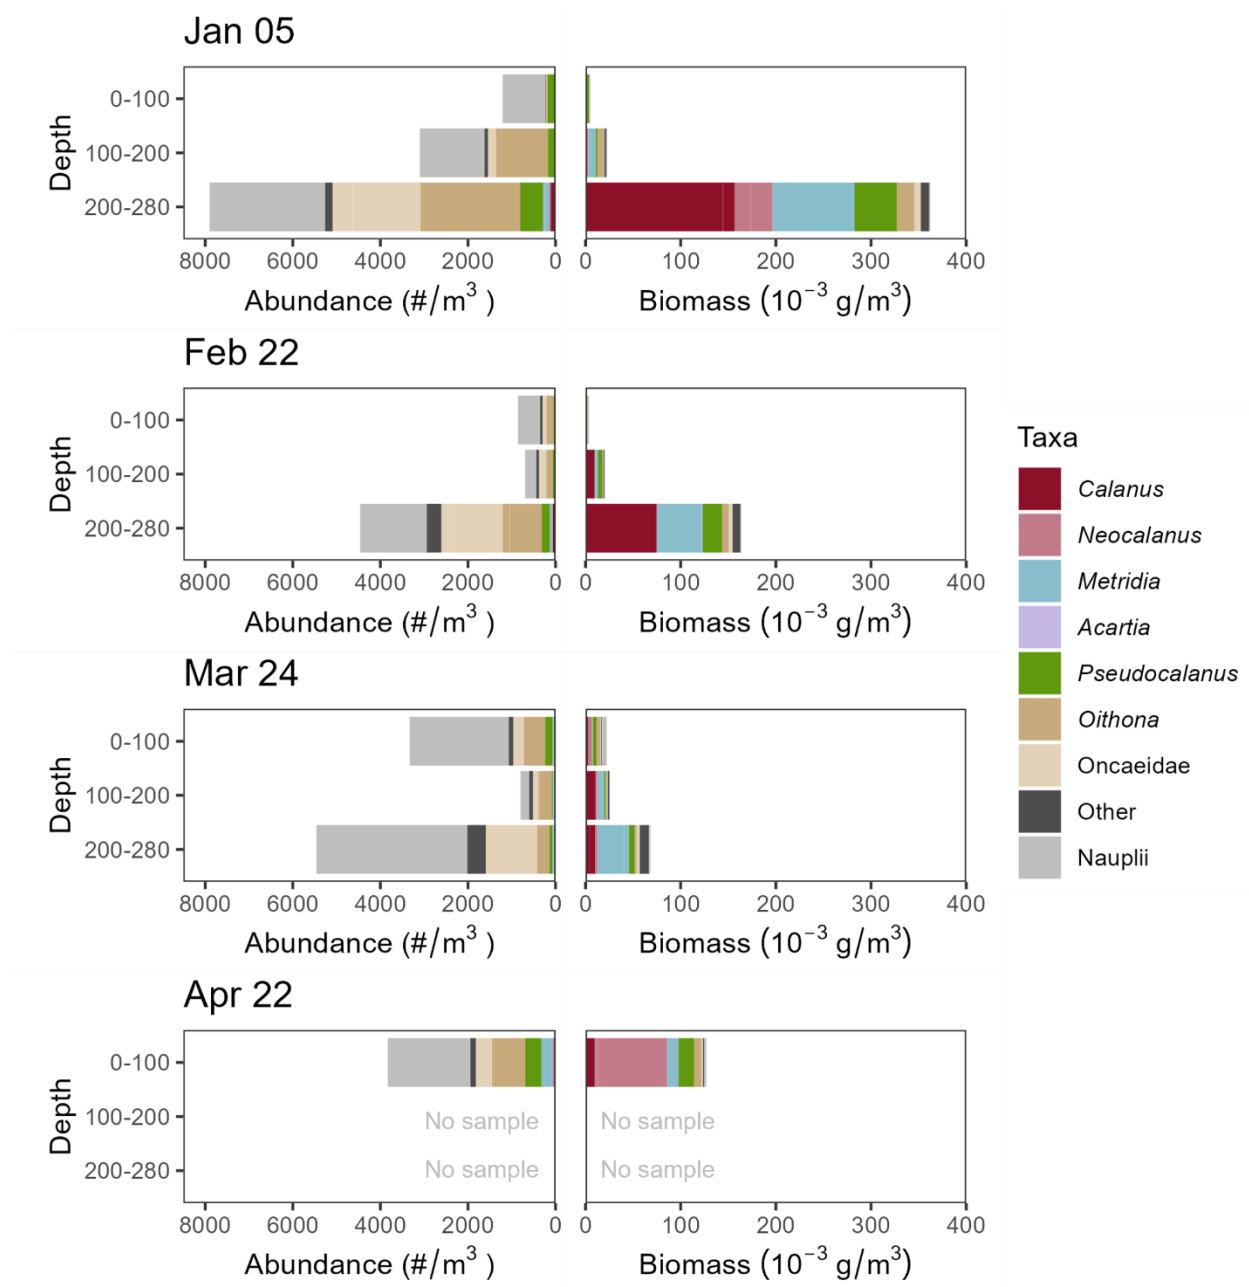 Jan 05
Depth
0-100
100-200
200-280
8000 6000 4000 2000 0
0 100 200 300 400
Abundance (#/m³ )
Biomass (10⁻³ g/m³)
Feb 22
Depth
0-100
100-200
200-280
8000 6000 4000 2000 0
0 100 200 300 400
Abundance (#/m³ )
Biomass (10⁻³ g/m³)
Mar 24
Depth
0-100
100-200
200-280
8000 6000 4000 2000 0
0 100 200 300 400
Abundance (#/m³ )
Biomass (10⁻³ g/m³)
Apr 22
Depth
0-100
100-200
No sample
No sample
200-280
No sample
No sample
8000 6000 4000 2000 0
0 100 200 300 400
Abundance (#/m³ )
Biomass (10⁻³ g/m³)
Taxa
Calanus
Neocalanus
Metridia
Acartia
Pseudocalanus
Oithona
Oncaeidae
Other
Nauplii